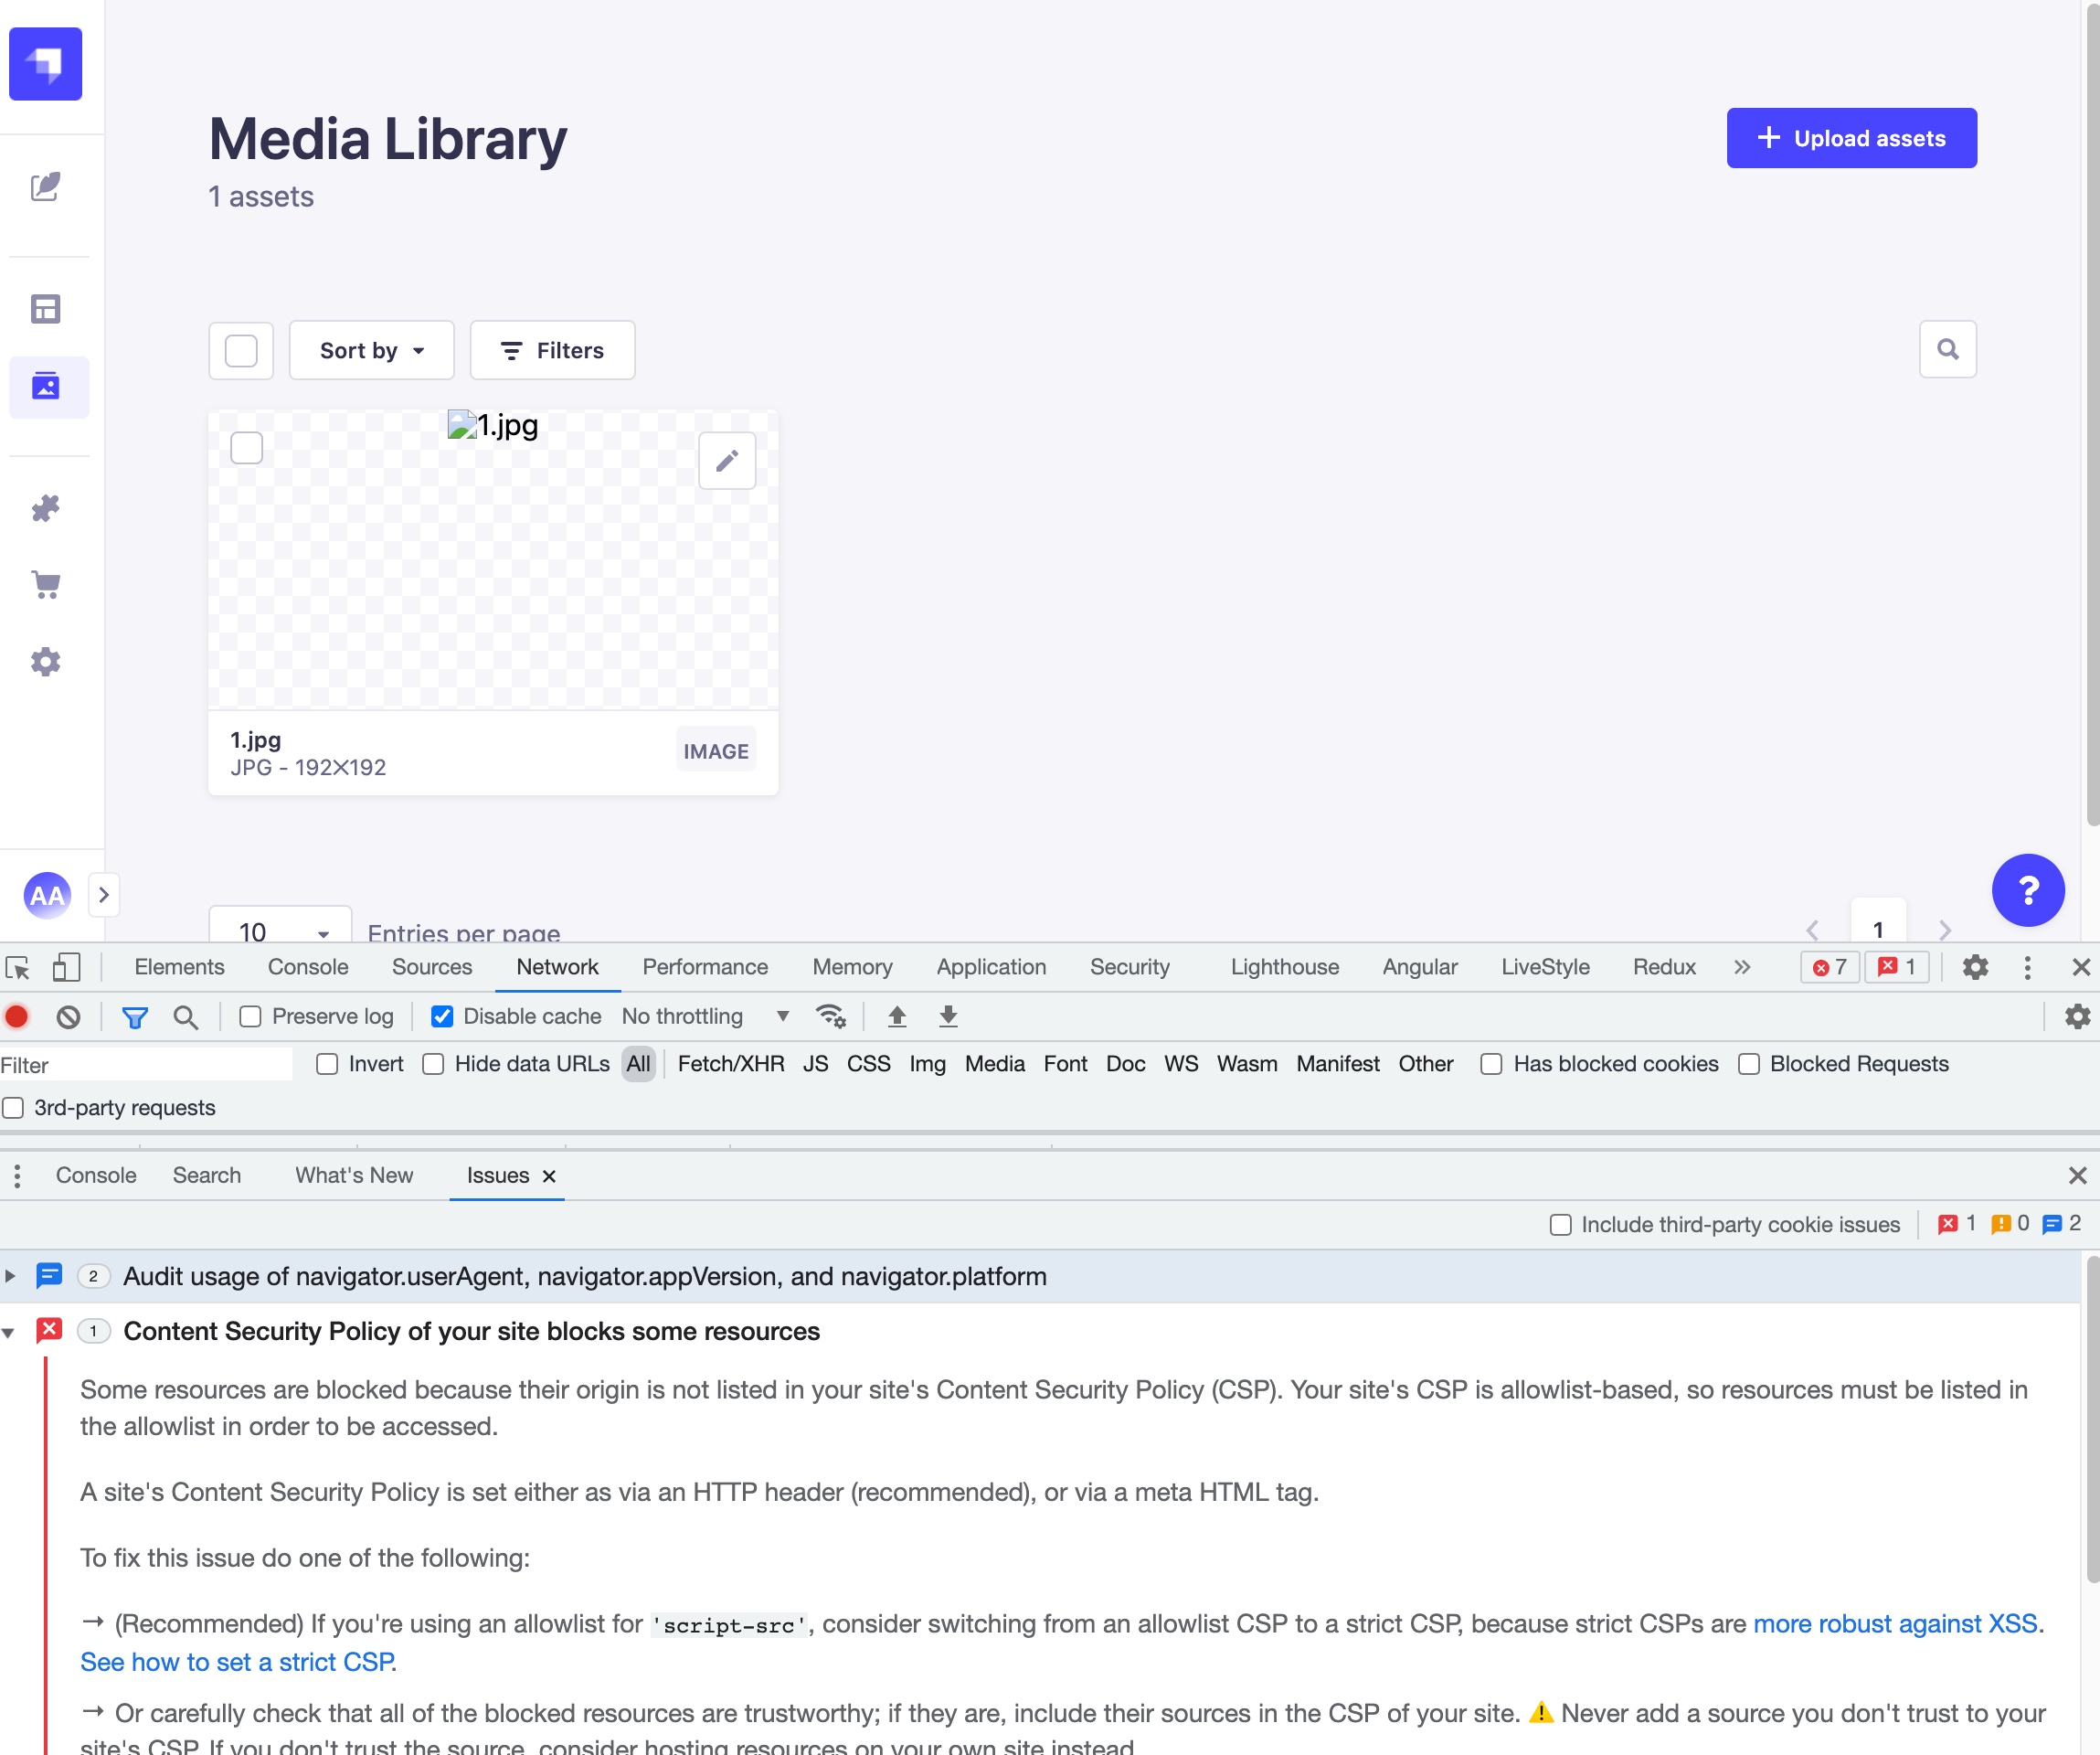 Media Library
1 assets
Upload assets
Sort by
Filters
1.jpg
1.jpg
JPG - 192✕192
IMAGE
AA
10
Entries per page
1
?
Elements Console Sources Network Performance Memory Application Security Lighthouse Angular LiveStyle Redux » 7 1
Preserve log Disable cache No throttling
Filter Invert Hide data URLs All Fetch/XHR JS CSS Img Media Font Doc WS Wasm Manifest Other Has blocked cookies Blocked Requests
3rd-party requests
Console Search What's New Issues
Include third-party cookie issues 1 0 2
2 Audit usage of navigator.userAgent, navigator.appVersion, and navigator.platform
1 Content Security Policy of your site blocks some resources
Some resources are blocked because their origin is not listed in your site's Content Security Policy (CSP). Your site's CSP is allowlist-based, so resources must be listed in
the allowlist in order to be accessed.
A site's Content Security Policy is set either as via an HTTP header (recommended), or via a meta HTML tag.
To fix this issue do one of the following:
→ (Recommended) If you're using an allowlist for 'script-src', consider switching from an allowlist CSP to a strict CSP, because strict CSPs are more robust against XSS.
See how to set a strict CSP.
→ Or carefully check that all of the blocked resources are trustworthy; if they are, include their sources in the CSP of your site. ⚠ Never add a source you don't trust to your
site's CSP. If you don't trust the source, consider hosting resources on your own site instead